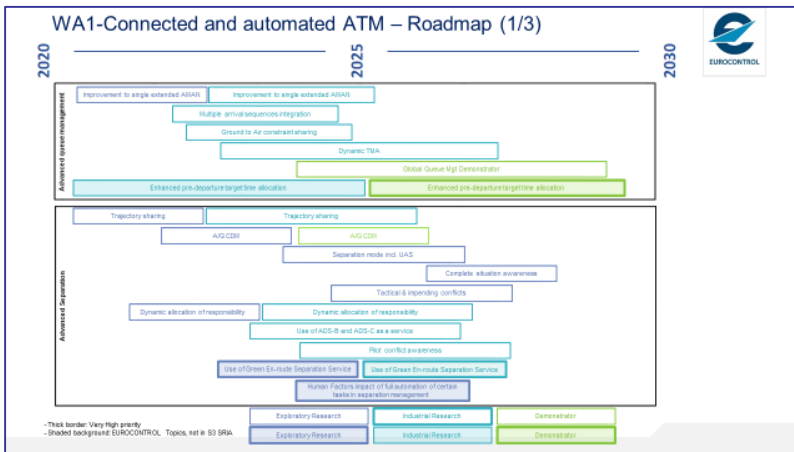 WA1-Connected and automated ATM – Roadmap (1/3)
EUROCONTROL
2020
2025
2030
Advanced queue management
Improvement to single extended AMAN
Improvement to single extended AMAN
Multiple arrival sequences integration
Ground to Air constraint sharing
Dynamic TMA
Global Queue Mgt Demonstrator
Enhanced pre-departure target time allocation
Enhanced pre-departure target time allocation
Advanced Separation
Trajectory sharing
Trajectory sharing
A/G CDM
A/G CDM
Separation mode incl. UAS
Complete situation awareness
Tactical & impending conflicts
Dynamic allocation of responsibility
Dynamic allocation of responsibility
Use of ADS-B and ADS-C as a service
Pilot conflict awareness
Use of Green En-route Separation Service
Use of Green En-route Separation Service
Human Factors impact of full automation of certain
tasks in separation management
- Thick border: Very High priority
- Shaded background: EUROCONTROL Topics, not in S3 SRIA
Exploratory Research
Industrial Research
Demonstrator
Exploratory Research
Industrial Research
Demonstrator